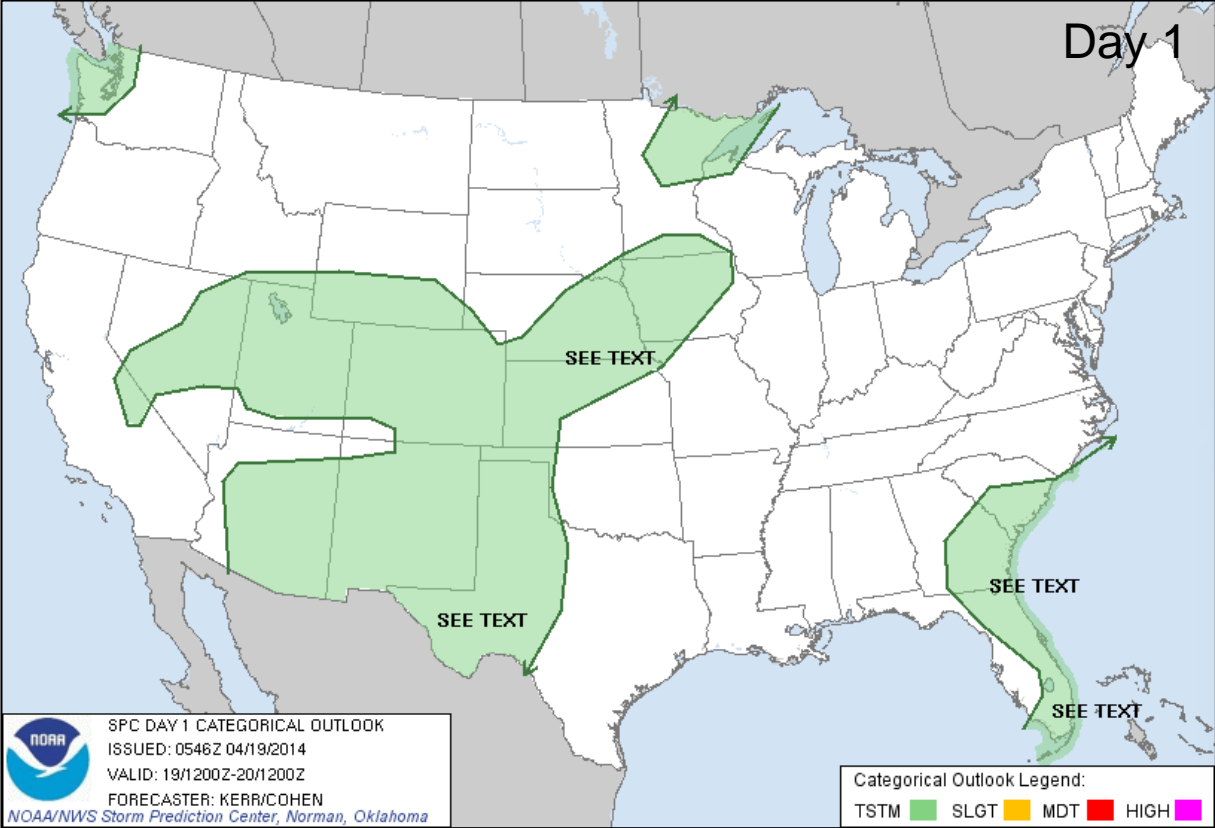 Day 1
SEE TEXT
SEE TEXT
SEE TEXT
SEE TEXT
NOAA
SPC DAY 1 CATEGORICAL OUTLOOK
ISSUED: 0546Z 04/19/2014
VALID: 19/1200Z-20/1200Z
FORECASTER: KERR/COHEN
NOAA/NWS Storm Prediction Center, Norman, Oklahoma
Categorical Outlook Legend:
TSTM SLGT MDT HIGH